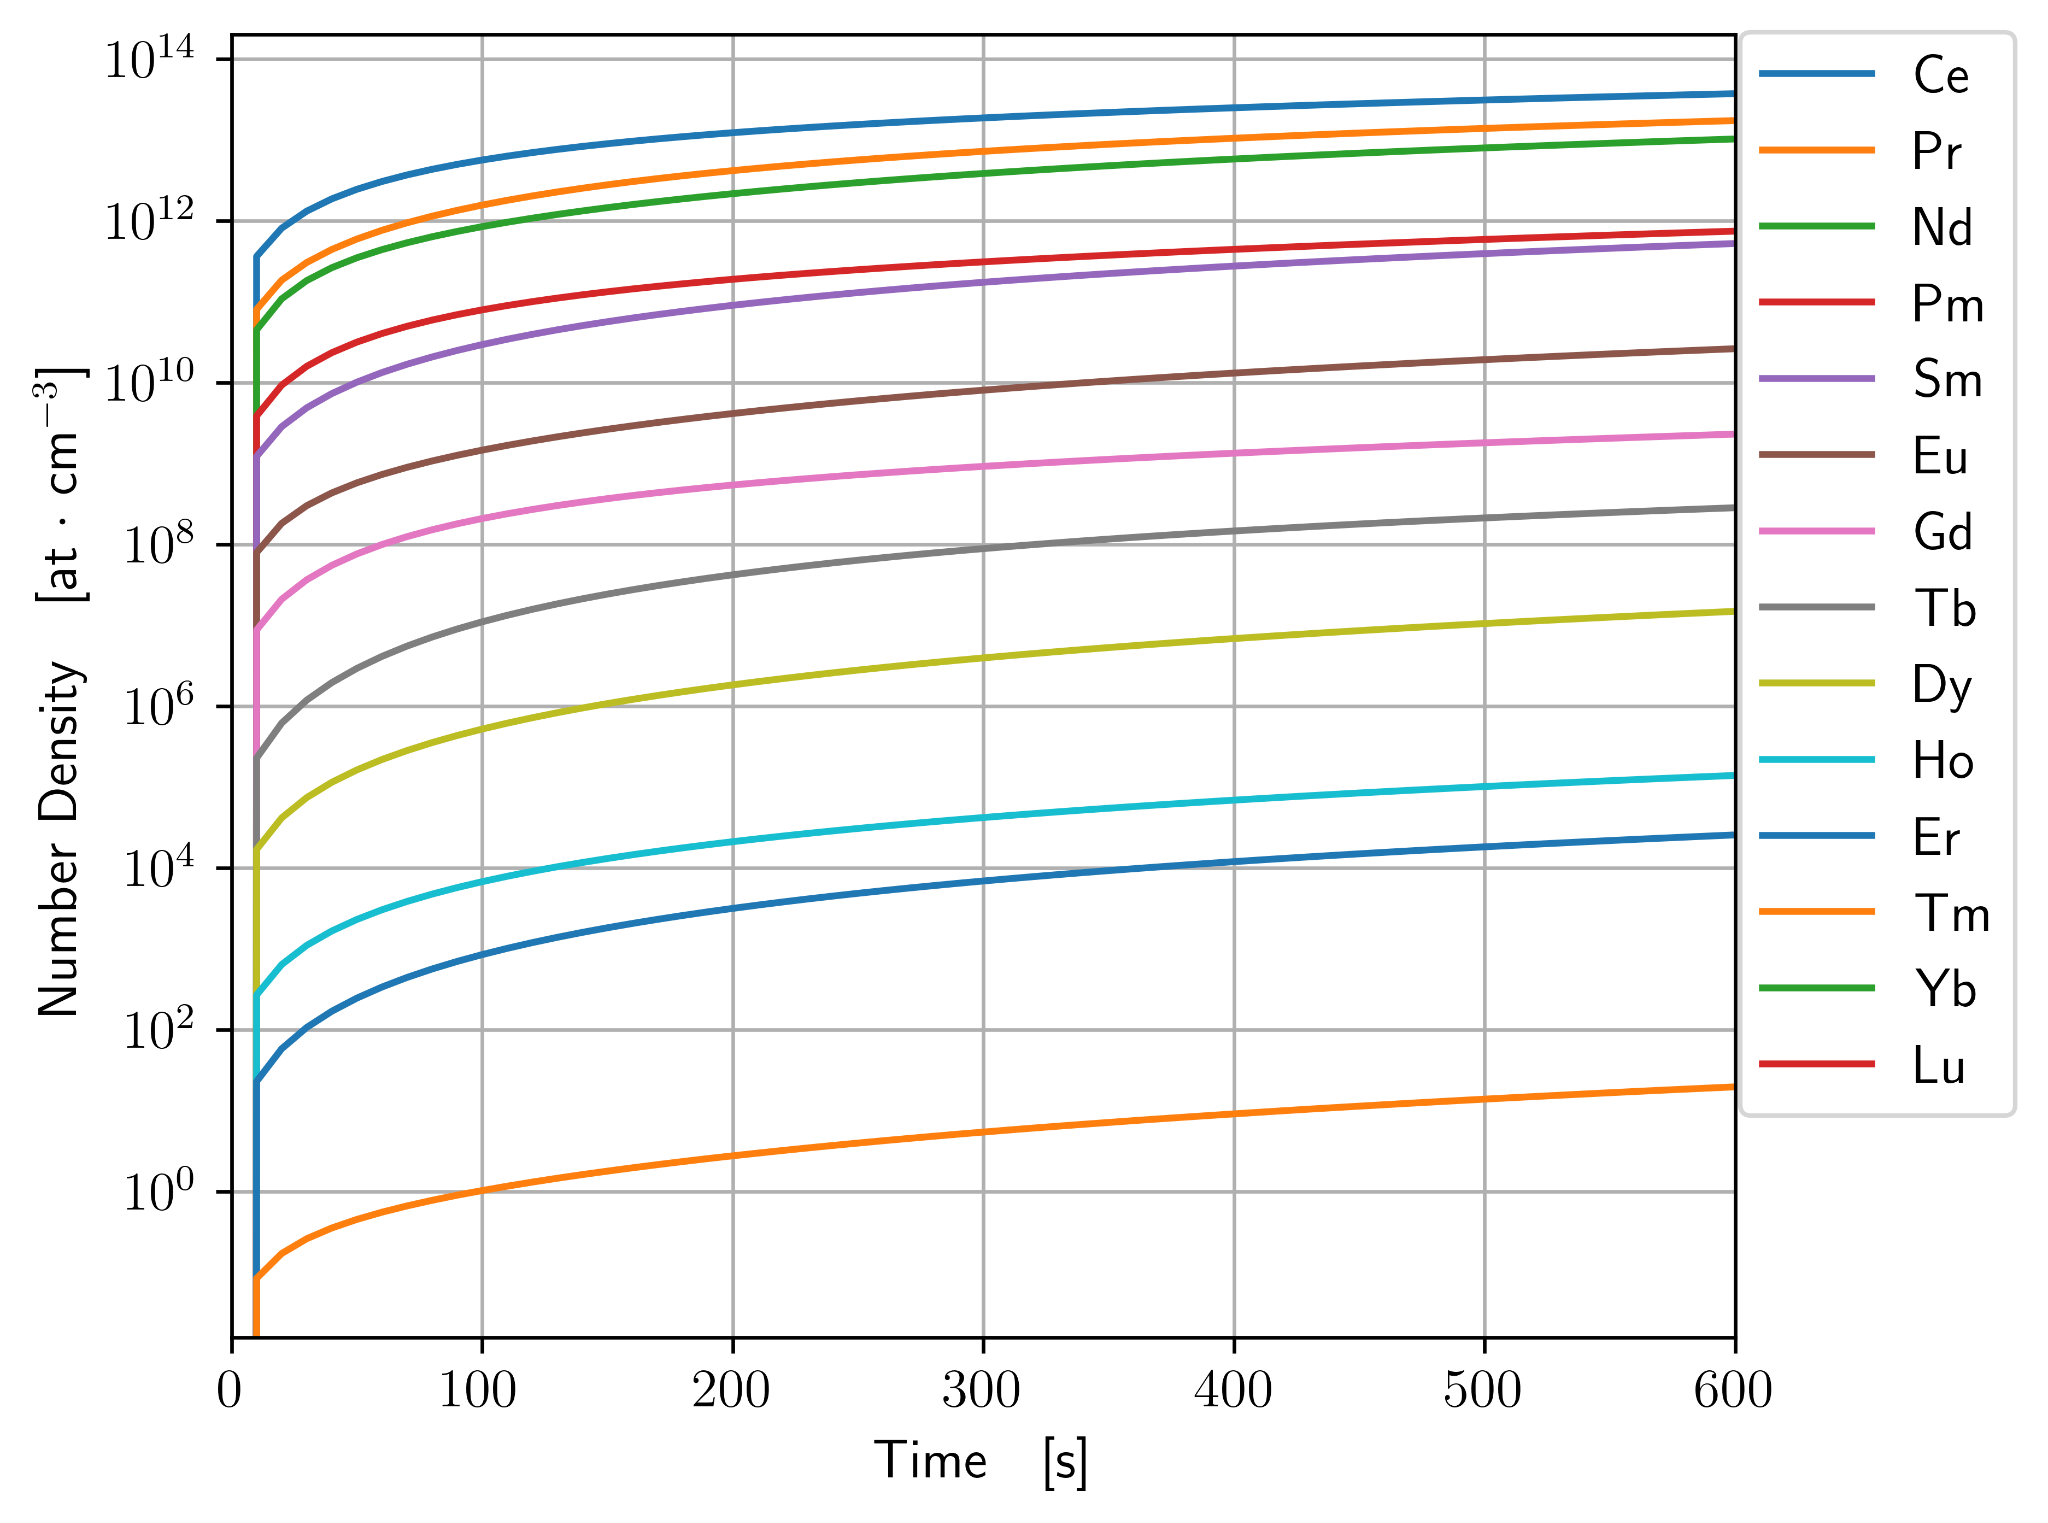 10^14
10^12
10^10
10^8
10^6
10^4
10^2
10^0
Number Density [at · cm^−3]
0 100 200 300 400 500 600
Time [s]
Ce
Pr
Nd
Pm
Sm
Eu
Gd
Tb
Dy
Ho
Er
Tm
Yb
Lu